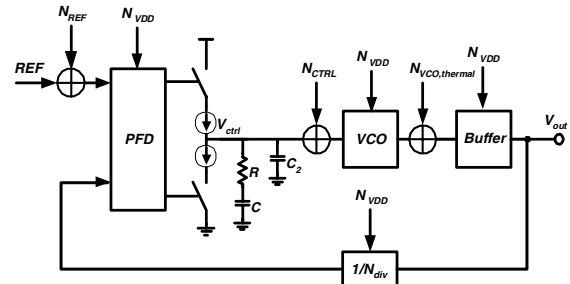 N_REF
N_VDD
REF
PFD
V_ctrl
R
C
C_2
N_CTRL
N_VDD
VCO
N_VCO,thermal
N_VDD
Buffer
V_out
N_VDD
1/N_div